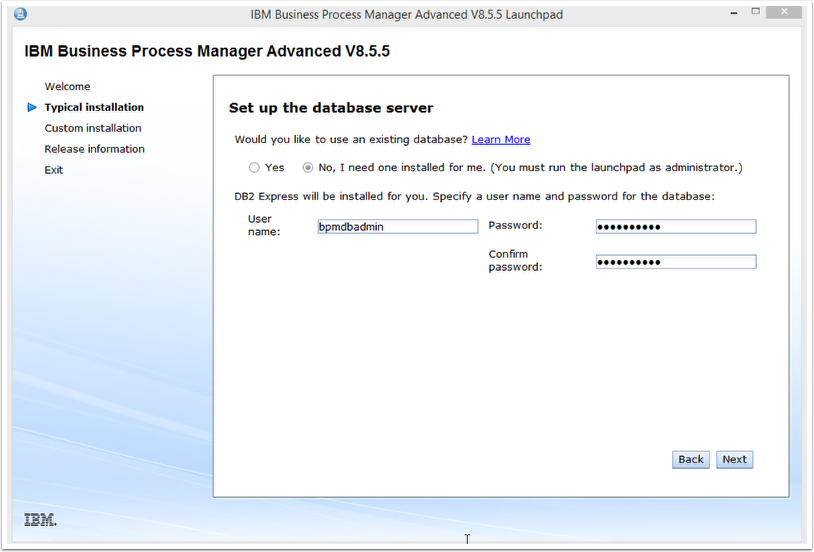 IBM Business Process Manager Advanced V8.5.5 Launchpad
IBM Business Process Manager Advanced V8.5.5
Welcome
Typical installation
Custom installation
Release information
Exit
Set up the database server
Would you like to use an existing database? Learn More
Yes No, I need one installed for me. (You must run the launchpad as administrator.)
DB2 Express will be installed for you. Specify a user name and password for the database:
User name: bpmdbadmin Password: ●●●●●●●●●●
Confirm password: ●●●●●●●●●●
Back Next
IBM.